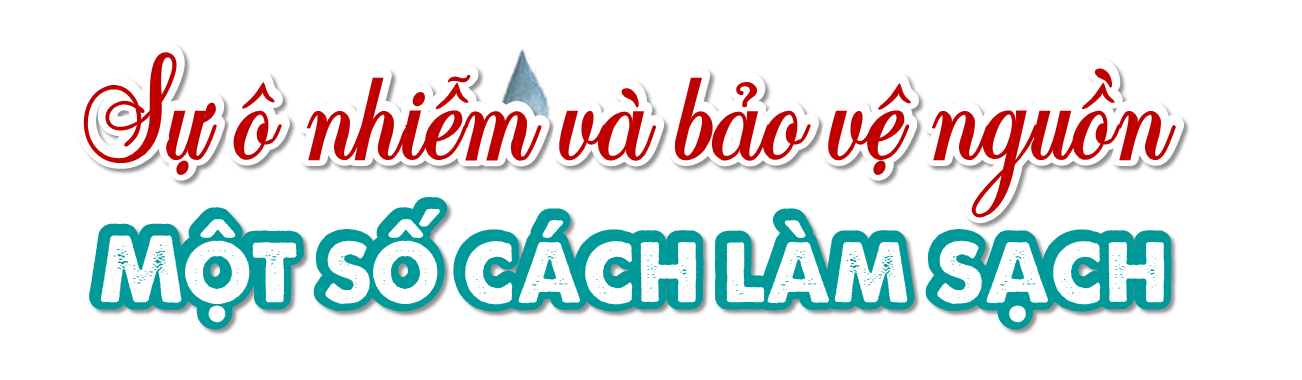 Sự ô nhiễm và bảo vệ nguồn
MỘT SỐ CÁCH LÀM SẠCH